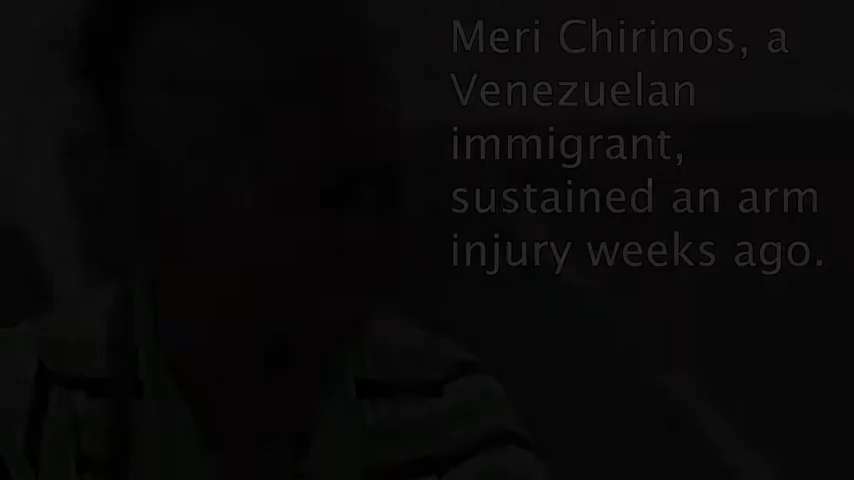 Meri Chirinos, a
Venezuelan
immigrant,
sustained an arm
injury weeks ago.